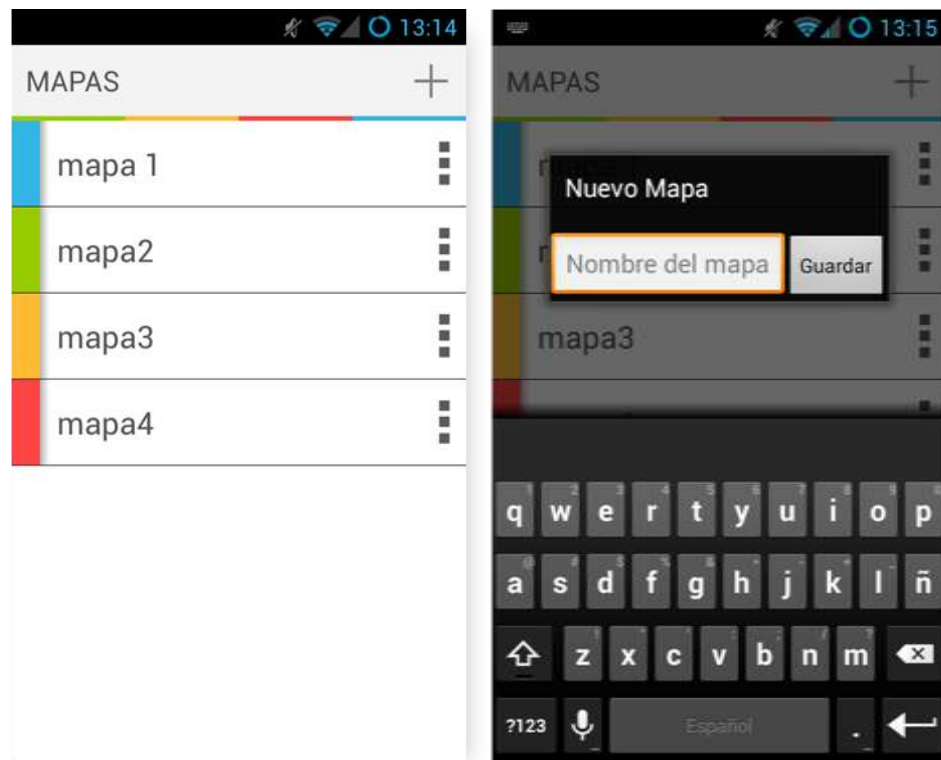 13:14
MAPAS
mapa 1
mapa2
mapa3
mapa4
13:15
MAPAS
Nuevo Mapa
Nombre del mapa Guardar
mapa3
q w e r t y u i o p
a s d f g h j k l ñ
z x c v b n m
?123 Español .